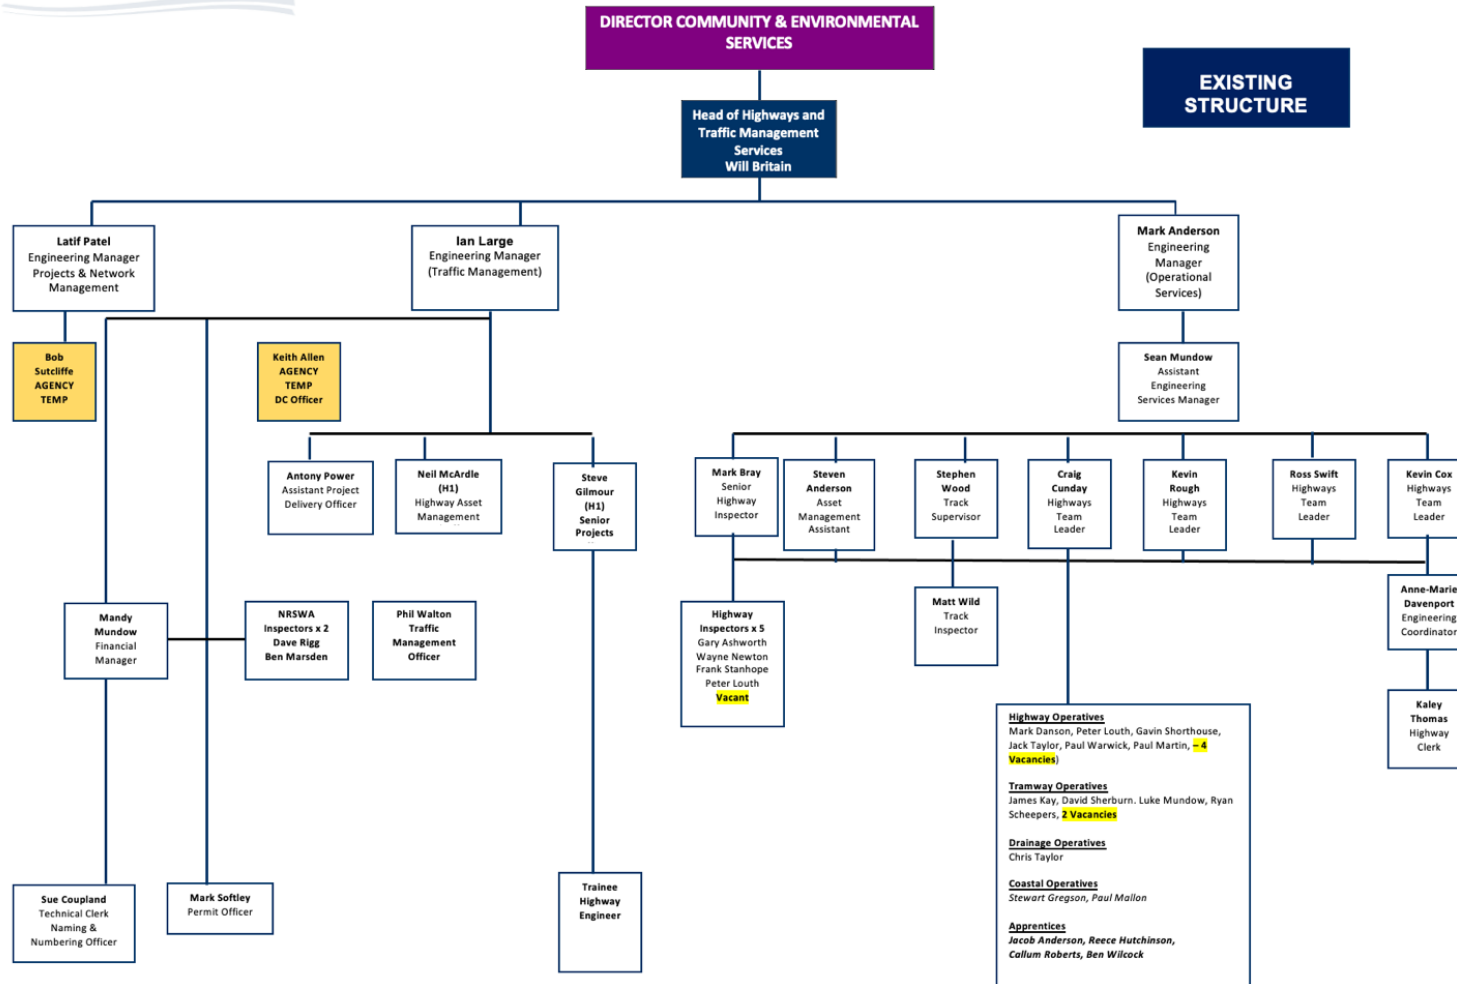 DIRECTOR COMMUNITY & ENVIRONMENTAL
SERVICES
EXISTING
STRUCTURE
Head of Highways and
Traffic Management
Services
Will Britain
Latif Patel
Engineering Manager
Projects & Network
Management
Ian Large
Engineering Manager
(Traffic Management)
Mark Anderson
Engineering
Manager
(Operational
Services)
Bob
Sutcliffe
AGENCY
TEMP
Keith Allen
AGENCY
TEMP
DC Officer
Sean Mundow
Assistant
Engineering
Services Manager
Antony Power
Assistant Project
Delivery Officer
Neil McArdle
(H1)
Highway Asset
Management
Steve
Gilmour
(H1)
Senior
Projects
Mark Bray
Senior
Highway
Inspector
Steven
Anderson
Asset
Management
Assistant
Stephen
Wood
Track
Supervisor
Craig
Cunday
Highways
Team
Leader
Kevin
Rough
Highways
Team
Leader
Ross Swift
Highways
Team
Leader
Kevin Cox
Highways
Team
Leader
Mandy
Mundow
Financial
Manager
NRSWA
Inspectors x 2
Dave Rigg
Ben Marsden
Phil Walton
Traffic
Management
Officer
Highway
Inspectors x 5
Gary Ashworth
Wayne Newton
Frank Stanhope
Peter Louth
Vacant
Matt Wild
Track
Inspector
Anne-Marie
Davenport
Engineering
Coordinator
Kaley
Thomas
Highway
Clerk
Highway Operatives
Mark Danson, Peter Louth, Gavin Shorthouse,
Jack Taylor, Paul Warwick, Paul Martin, – 4
Vacancies)
Tramway Operatives
James Kay, David Sherburn. Luke Mundow, Ryan
Scheepers, 2 Vacancies
Drainage Operatives
Chris Taylor
Coastal Operatives
Stewart Gregson, Paul Mallon
Apprentices
Jacob Anderson, Reece Hutchinson,
Callum Roberts, Ben Wilcock
Sue Coupland
Technical Clerk
Naming &
Numbering Officer
Mark Softley
Permit Officer
Trainee
Highway
Engineer